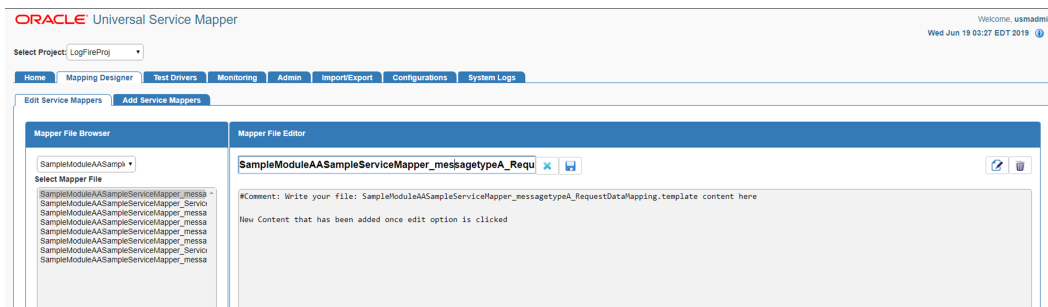 ORACLE Universal Service Mapper
Welcome, usmadmi
Wed Jun 19 03:27 EDT 2019
Select Project: LogFireProj
Home Mapping Designer Test Drivers Monitoring Admin Import/Export Configurations System Logs
Edit Service Mappers Add Service Mappers
Mapper File Browser
SampleModuleAASampl
Select Mapper File
SampleModuleAASampleServiceMapper_messa
SampleModuleAASampleServiceMapper_Servic
SampleModuleAASampleServiceMapper_messa
SampleModuleAASampleServiceMapper_messa
SampleModuleAASampleServiceMapper_messa
SampleModuleAASampleServiceMapper_messa
SampleModuleAASampleServiceMapper_Servic
SampleModuleAASampleServiceMapper_messa
Mapper File Editor
SampleModuleAASampleServiceMapper_messagetypeA_Requ
#Comment: Write your file: SampleModuleAASampleServiceMapper_messagetypeA_RequestDataMapping.template content here
New Content that has been added once edit option is clicked